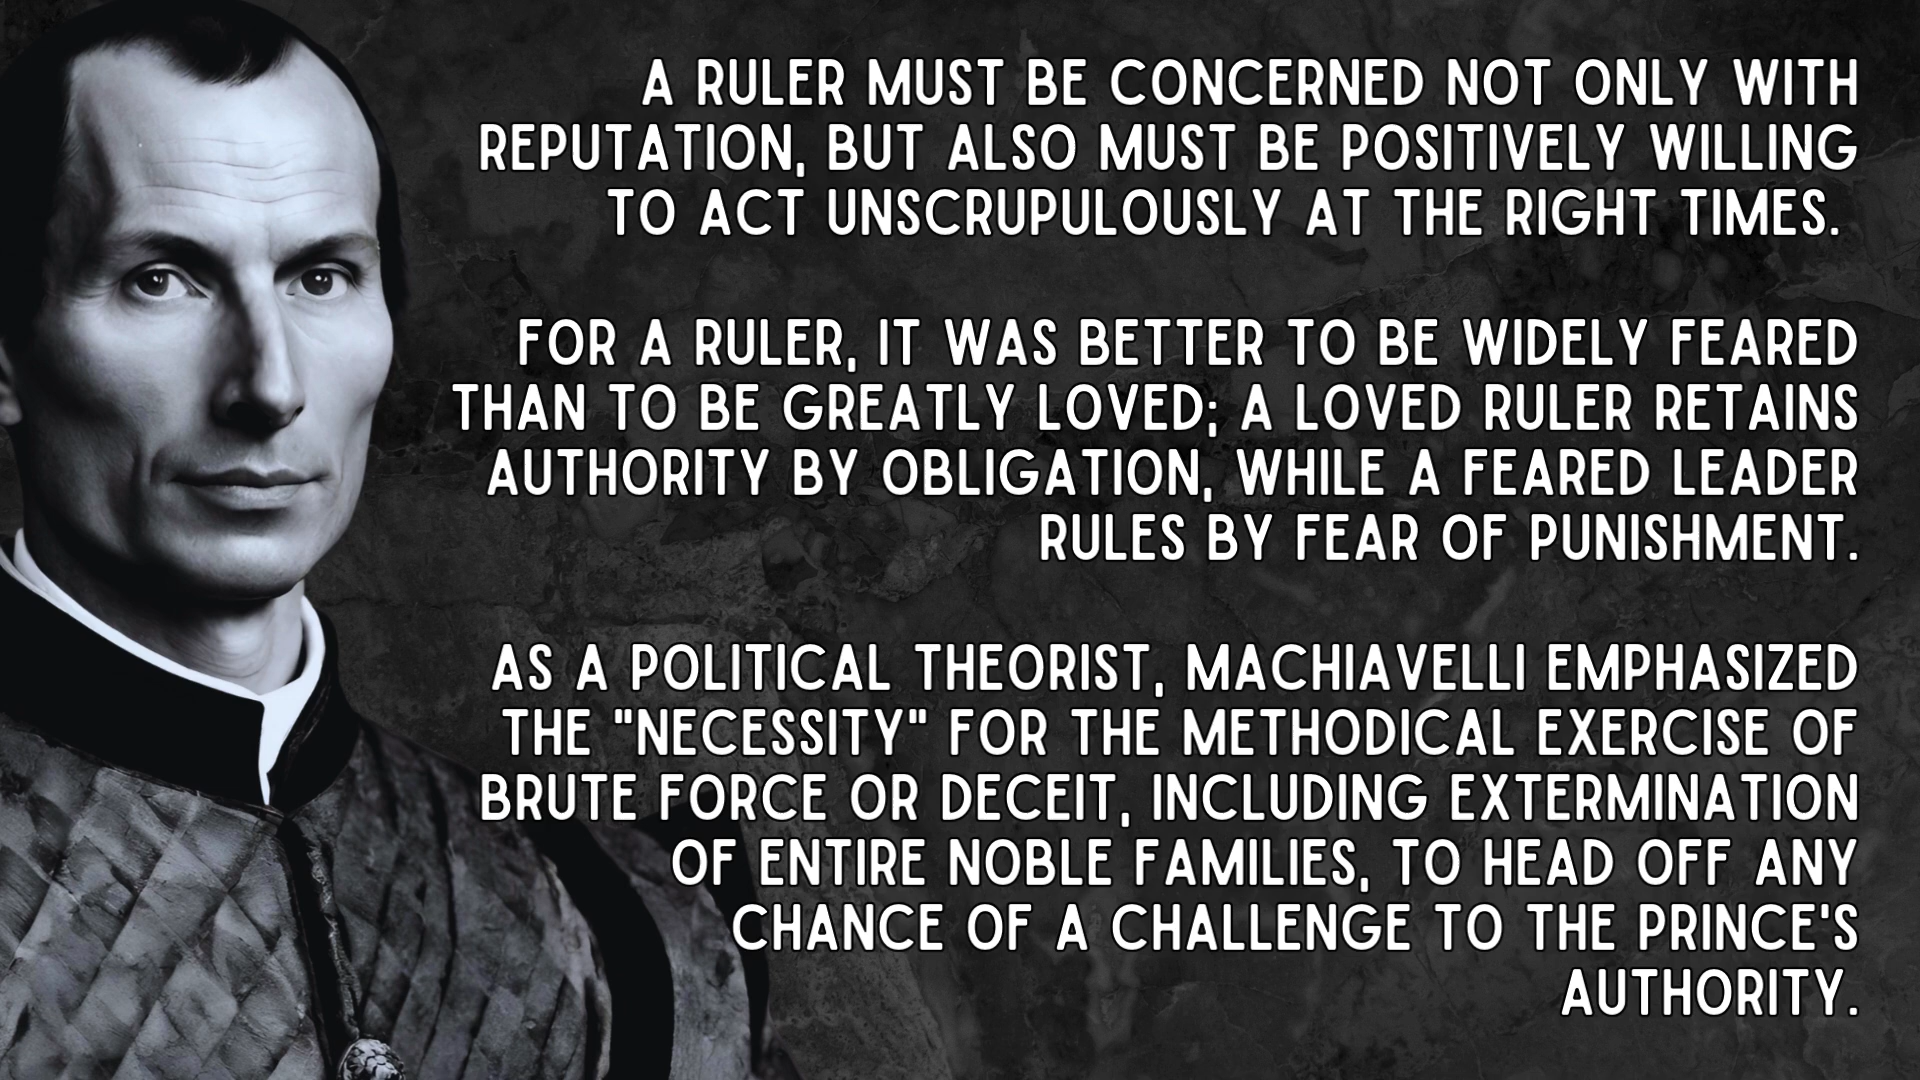 A RULER MUST BE CONCERNED NOT ONLY WITH
REPUTATION, BUT ALSO MUST BE POSITIVELY WILLING
TO ACT UNSCRUPULOUSLY AT THE RIGHT TIMES.
FOR A RULER, IT WAS BETTER TO BE WIDELY FEARED
THAN TO BE GREATLY LOVED; A LOVED RULER RETAINS
AUTHORITY BY OBLIGATION, WHILE A FEARED LEADER
RULES BY FEAR OF PUNISHMENT.
AS A POLITICAL THEORIST, MACHIAVELLI EMPHASIZED
THE "NECESSITY" FOR THE METHODICAL EXERCISE OF
BRUTE FORCE OR DECEIT, INCLUDING EXTERMINATION
OF ENTIRE NOBLE FAMILIES, TO HEAD OFF ANY
CHANCE OF A CHALLENGE TO THE PRINCE'S
AUTHORITY.